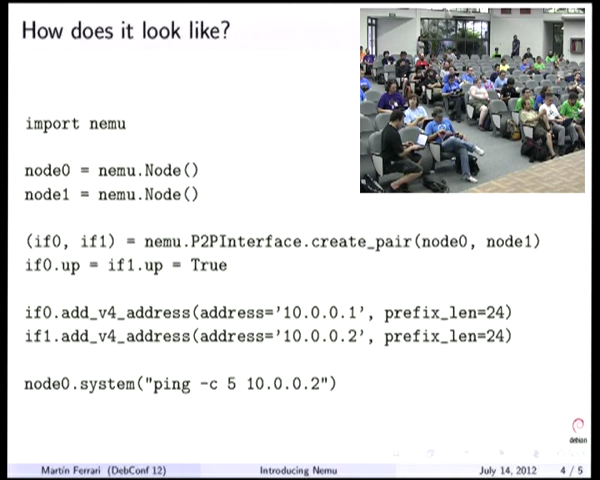 How does it look like?
import nemu
node0 = nemu.Node()
node1 = nemu.Node()
(if0, if1) = nemu.P2PInterface.create_pair(node0, node1)
if0.up = if1.up = True
if0.add_v4_address(address='10.0.0.1', prefix_len=24)
if1.add_v4_address(address='10.0.0.2', prefix_len=24)
node0.system("ping -c 5 10.0.0.2")
debian
Martín Ferrari (DebConf 12) Introducing Nemu July 14, 2012 4 / 5